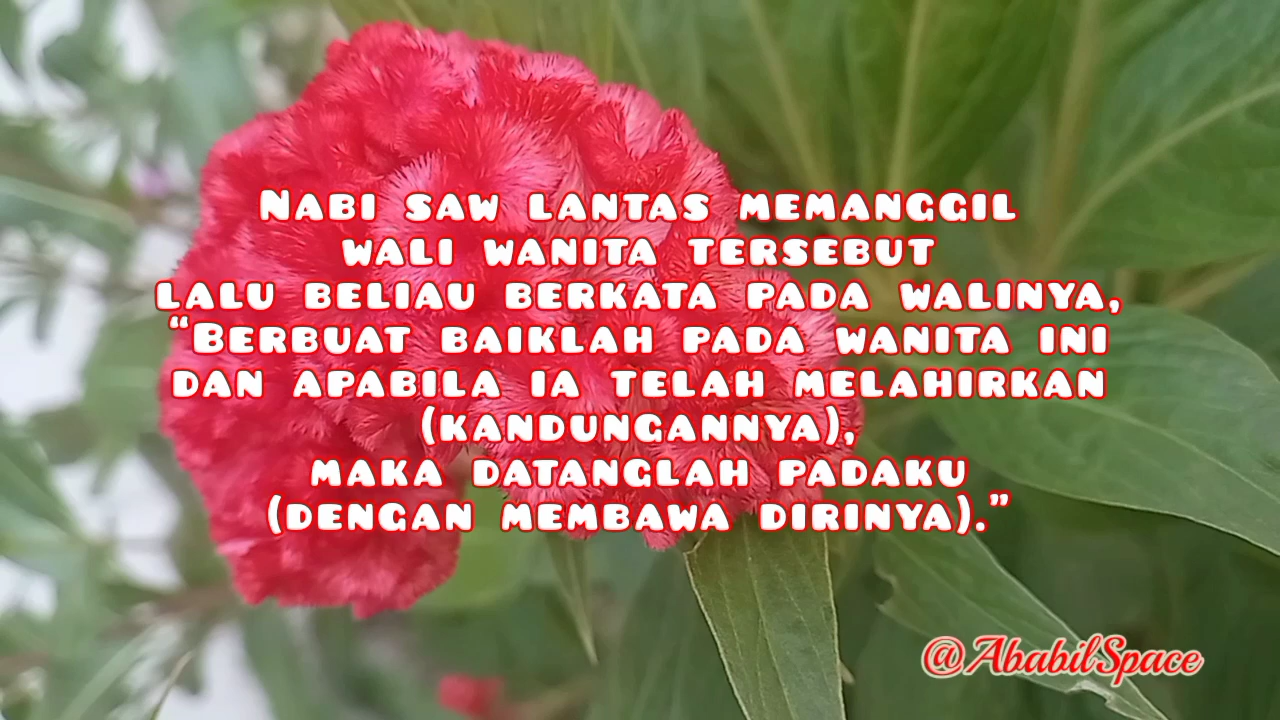 Nabi saw lantas memanggil
wali wanita tersebut
lalu beliau berkata pada walinya,
“Berbuat baiklah pada wanita ini
dan apabila ia telah melahirkan
(kandungannya),
maka datanglah padaku
(dengan membawa dirinya).”
@AbabilSpace